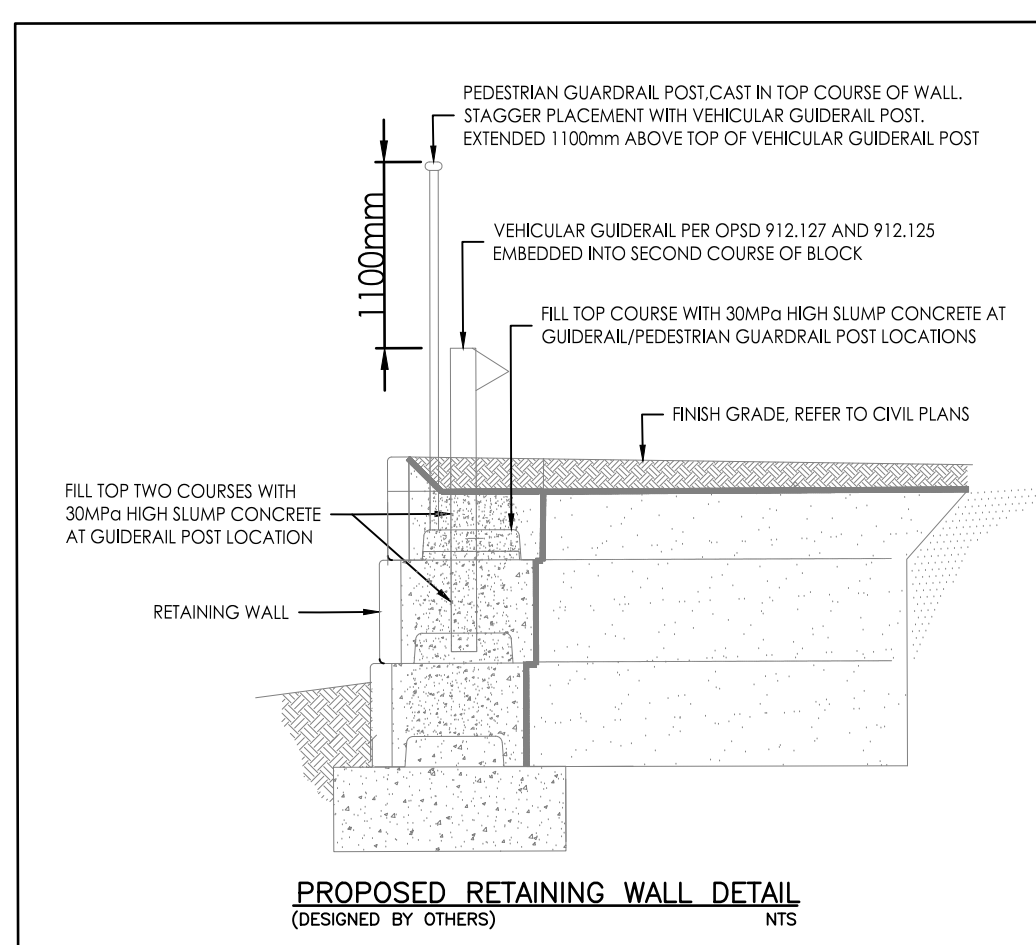 PEDESTRIAN GUARDRAIL POST,CAST IN TOP COURSE OF WALL.
STAGGER PLACEMENT WITH VEHICULAR GUIDERAIL POST.
EXTENDED 1100mm ABOVE TOP OF VEHICULAR GUIDERAIL POST
1100mm
VEHICULAR GUIDERAIL PER OPSD 912.127 AND 912.125
EMBEDDED INTO SECOND COURSE OF BLOCK
FILL TOP COURSE WITH 30MPa HIGH SLUMP CONCRETE AT
GUIDERAIL/PEDESTRIAN GUARDRAIL POST LOCATIONS
FINISH GRADE, REFER TO CIVIL PLANS
FILL TOP TWO COURSES WITH
30MPa HIGH SLUMP CONCRETE
AT GUIDERAIL POST LOCATION
RETAINING WALL
PROPOSED RETAINING WALL DETAIL
(DESIGNED BY OTHERS) NTS